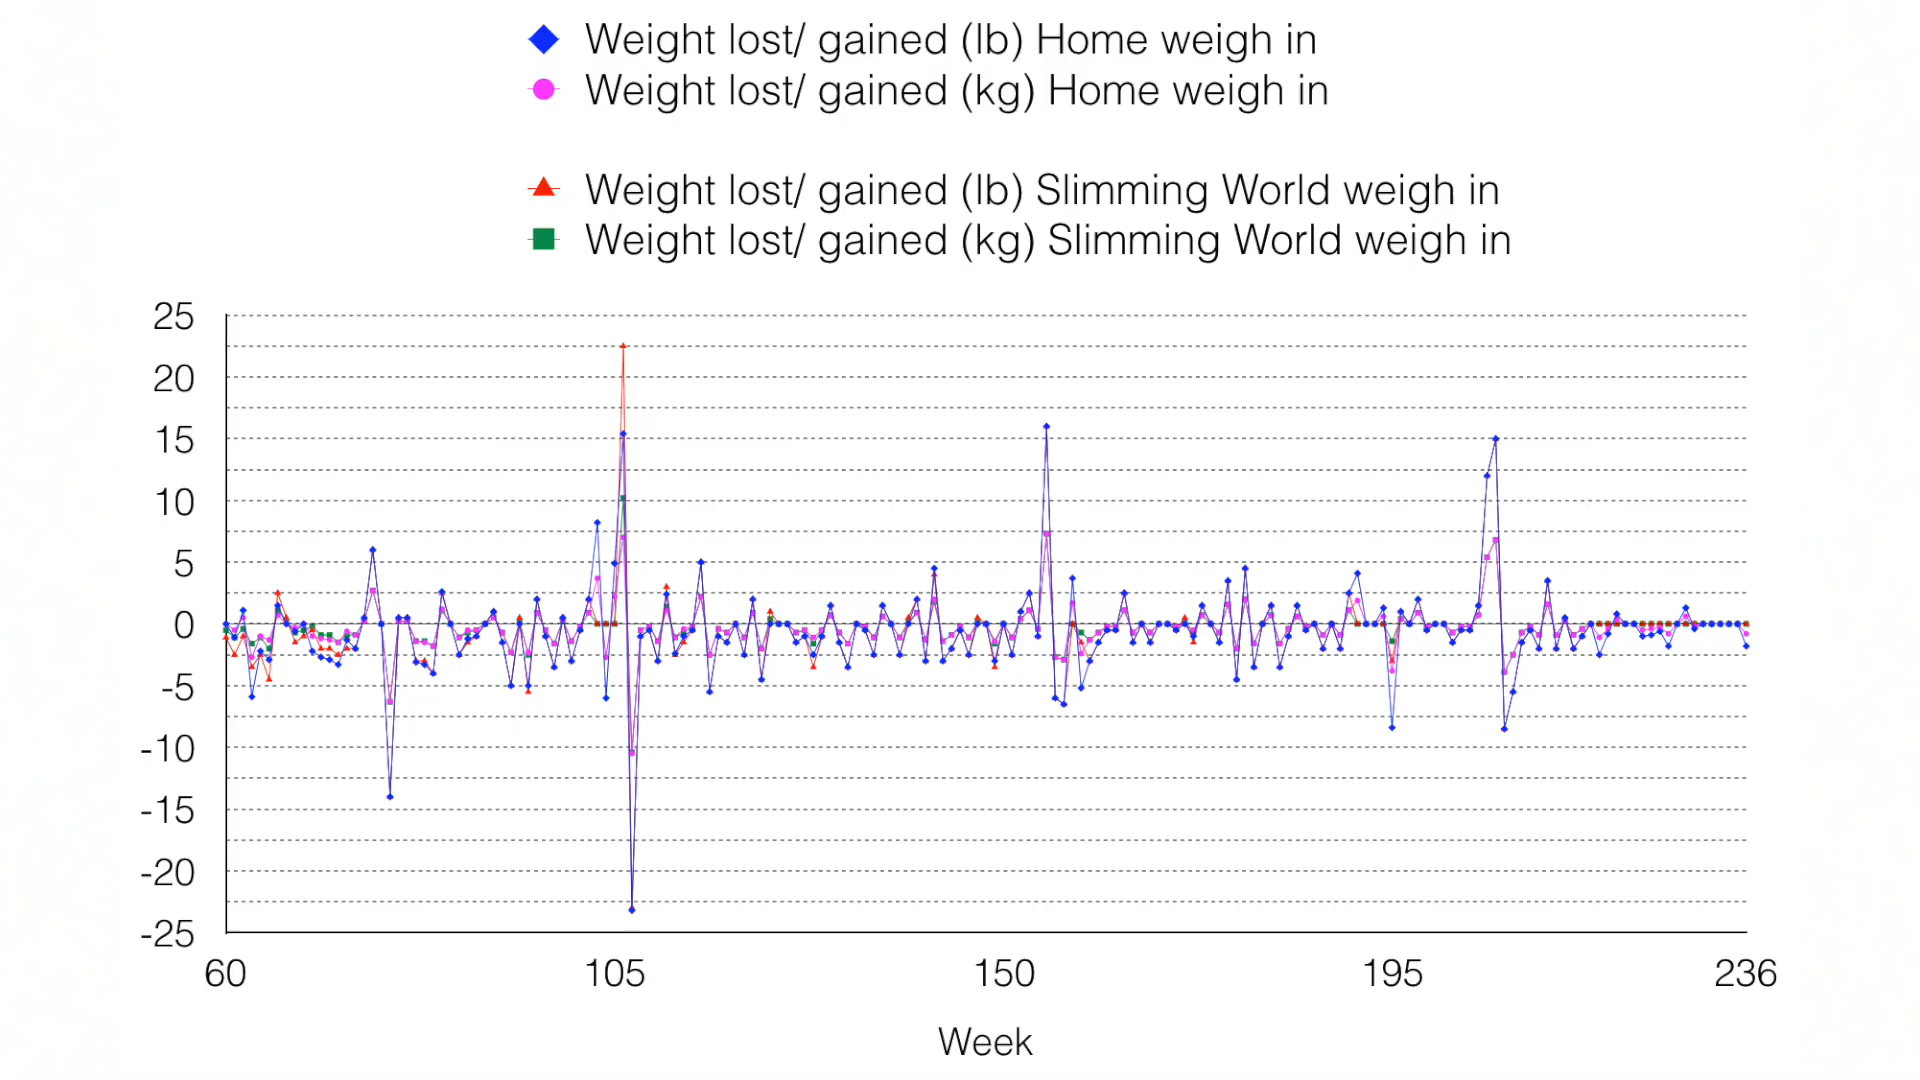 Weight lost/ gained (lb) Home weigh in
Weight lost/ gained (kg) Home weigh in
Weight lost/ gained (lb) Slimming World weigh in
Weight lost/ gained (kg) Slimming World weigh in
25
20
15
10
5
0
-5
-10
-15
-20
-25
60 105 150 195 236
Week